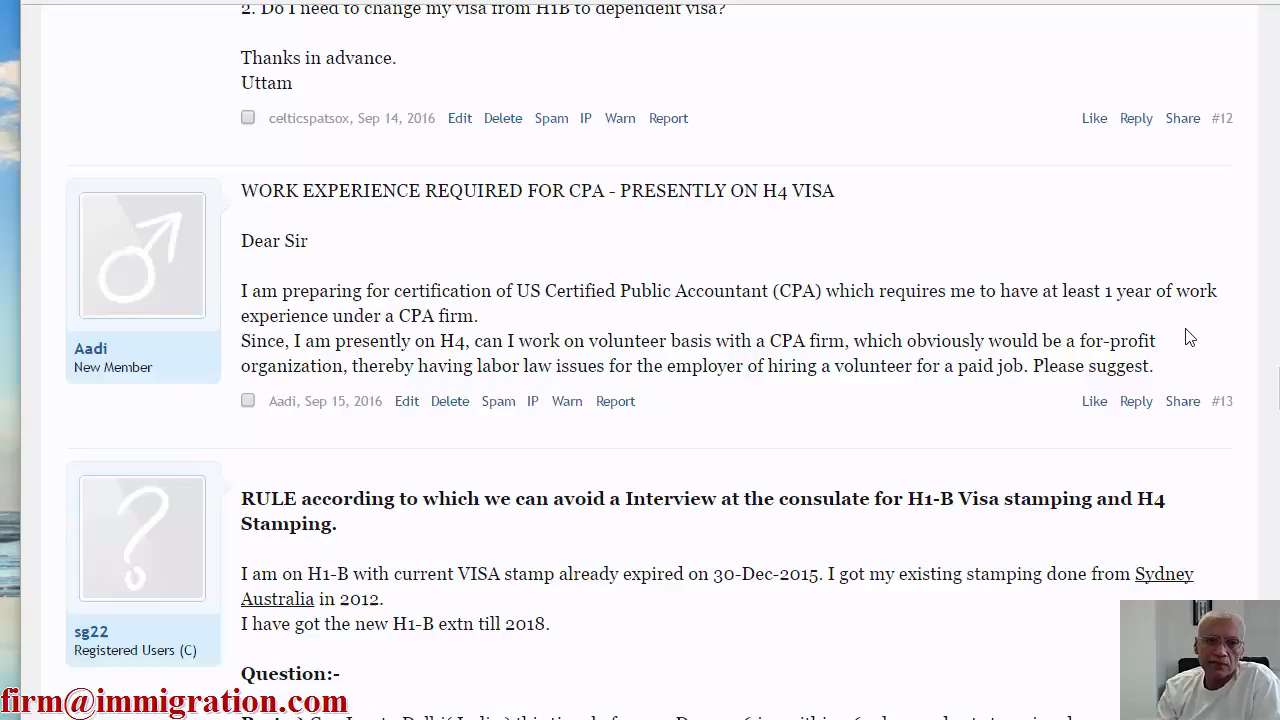 2. Do I need to change my visa from H1B to dependent visa?
Thanks in advance.
Uttam
celticspatsox, Sep 14, 2016 Edit Delete Spam IP Warn Report Like Reply Share #12
WORK EXPERIENCE REQUIRED FOR CPA - PRESENTLY ON H4 VISA
Dear Sir
I am preparing for certification of US Certified Public Accountant (CPA) which requires me to have at least 1 year of work
experience under a CPA firm.
Since, I am presently on H4, can I work on volunteer basis with a CPA firm, which obviously would be a for-profit
organization, thereby having labor law issues for the employer of hiring a volunteer for a paid job. Please suggest.
Aadi
New Member
Aadi, Sep 15, 2016 Edit Delete Spam IP Warn Report Like Reply Share #13
RULE according to which we can avoid a Interview at the consulate for H1-B Visa stamping and H4
Stamping.
I am on H1-B with current VISA stamp already expired on 30-Dec-2015. I got my existing stamping done from Sydney
Australia in 2012.
I have got the new H1-B extn till 2018.
sg22
Registered Users (C)
Question:-
firm@immigration.com